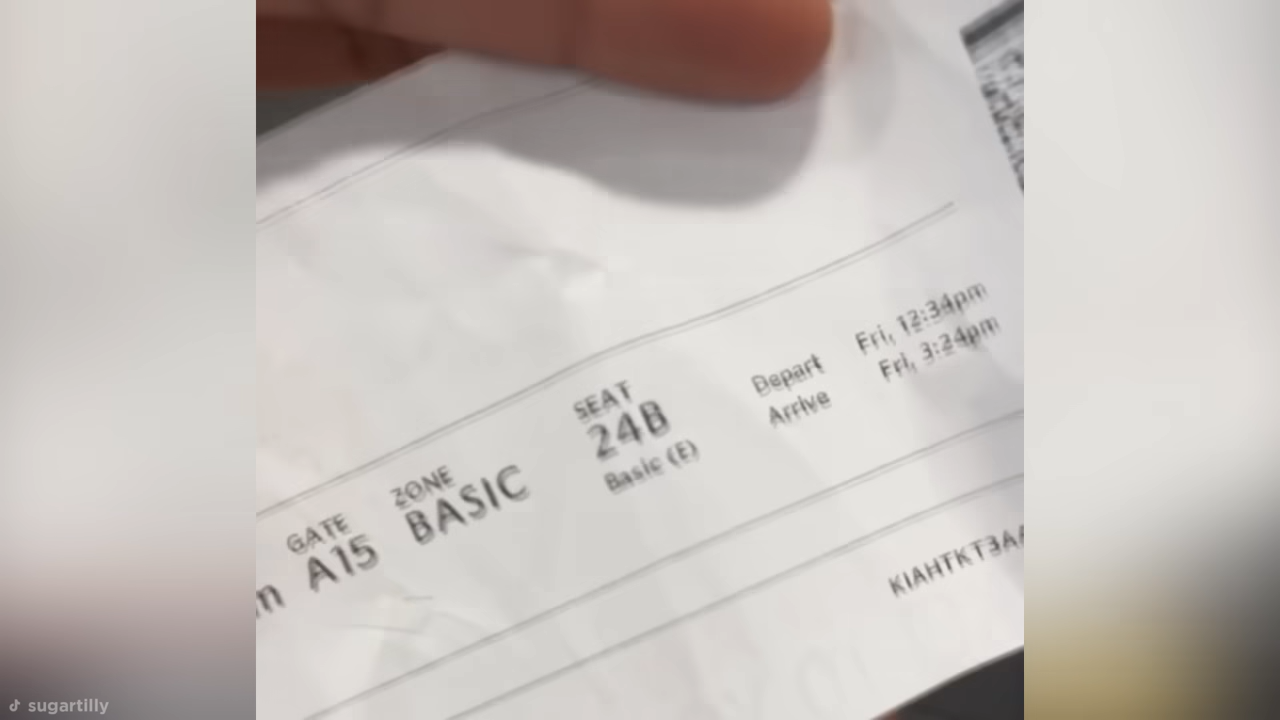 GATE
A15
ZONE
BASIC
SEAT
24B
Basic (E)
Depart Fri, 12:34pm
Arrive Fri, 3:24pm
KIAHTKT3A
sugartilly